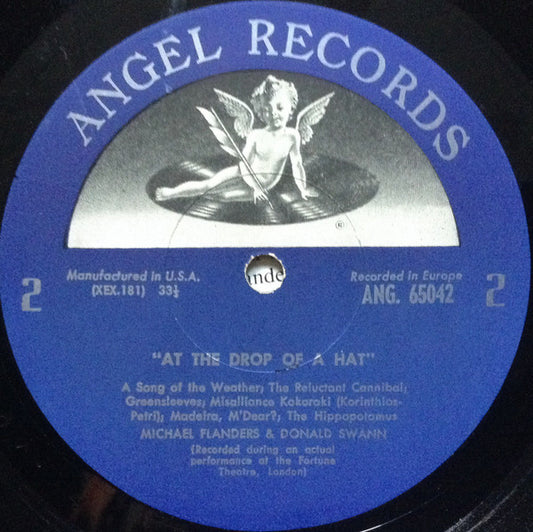 ANGEL RECORDS
®
Manufactured in U.S.A.
(XEX.181) 33⅓
Recorded in Europe
ANG. 65042
2
2
inde
"AT THE DROP OF A HAT"
A Song of the Weather; The Reluctant Cannibal;
Greensleeves; Misalliance Kokoraki (Korinthios-
Petri); Madeira, M'Dear?; The Hippopotamus
MICHAEL FLANDERS & DONALD SWANN
(Recorded during an actual
performance at the Fortune
Theatre, London)